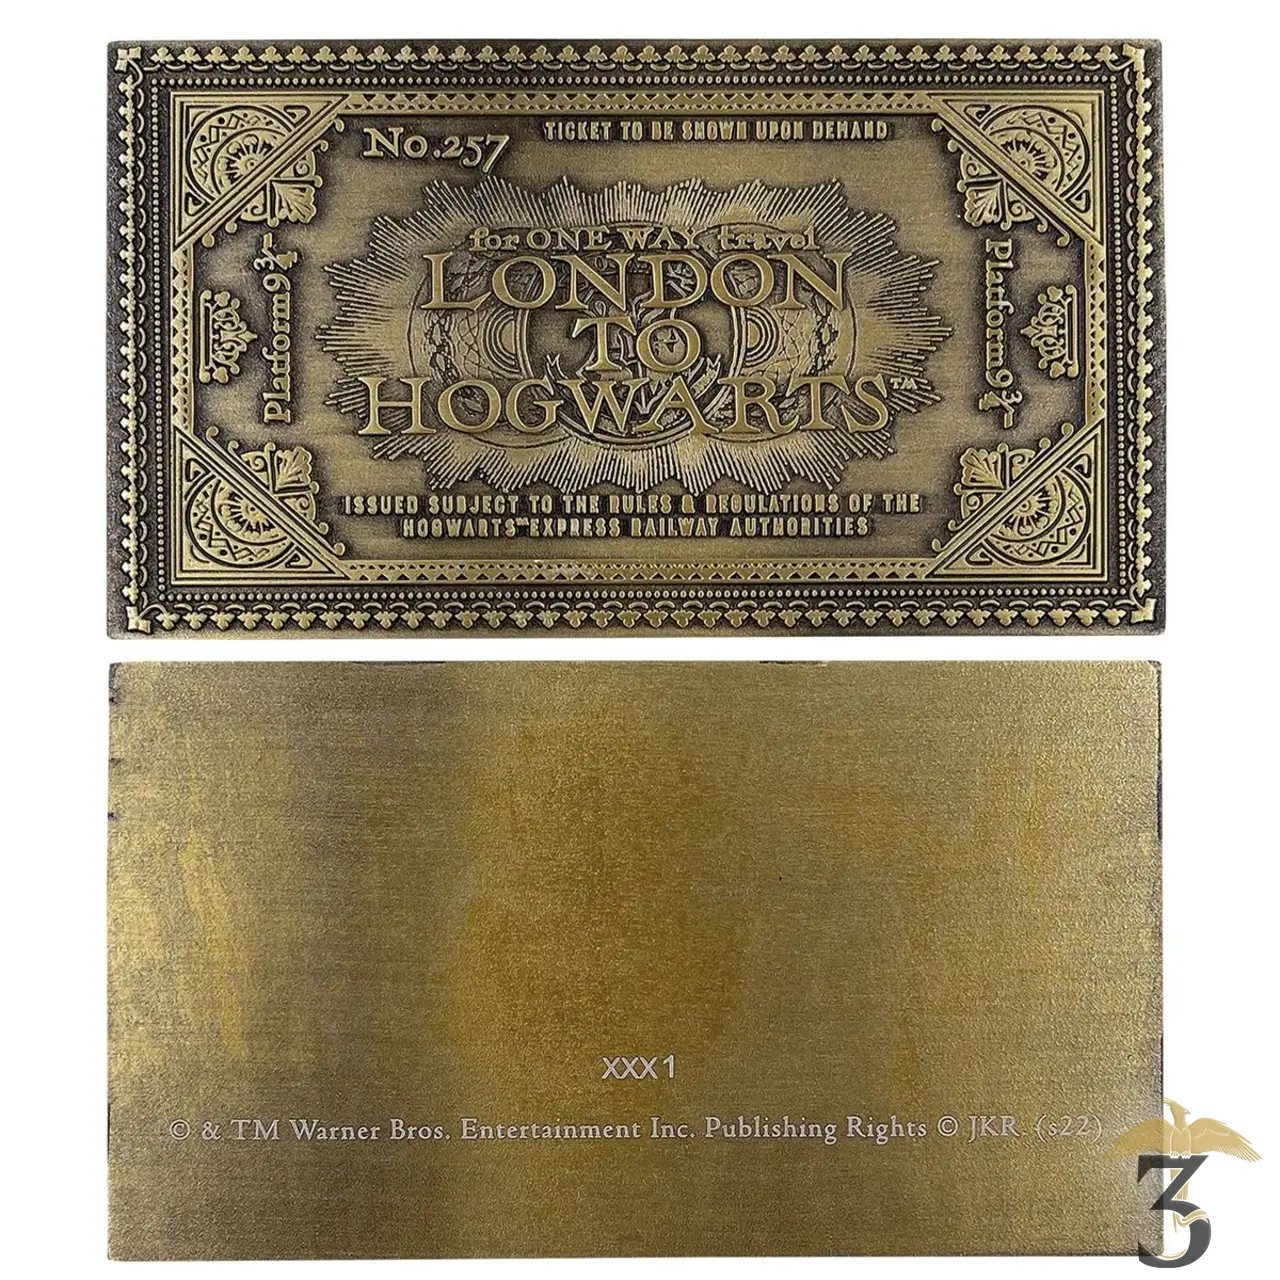 No.257
TICKET TO BE SHOWN UPON DEMAND
for ONE WAY travel
LONDON
TO
HOGWARTS™
Platform 9¾
Platform 9¾
ISSUED SUBJECT TO THE RULES & REGULATIONS OF THE
HOGWARTS™ EXPRESS RAILWAY AUTHORITIES
XXX1
© & TM Warner Bros. Entertainment Inc. Publishing Rights © JKR (s22)
3